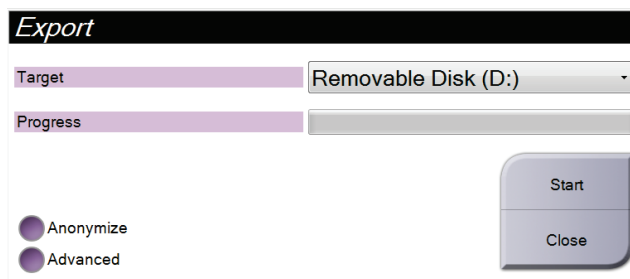 Export
Target
Removable Disk (D:)
Progress
Start
Close
Anonymize
Advanced